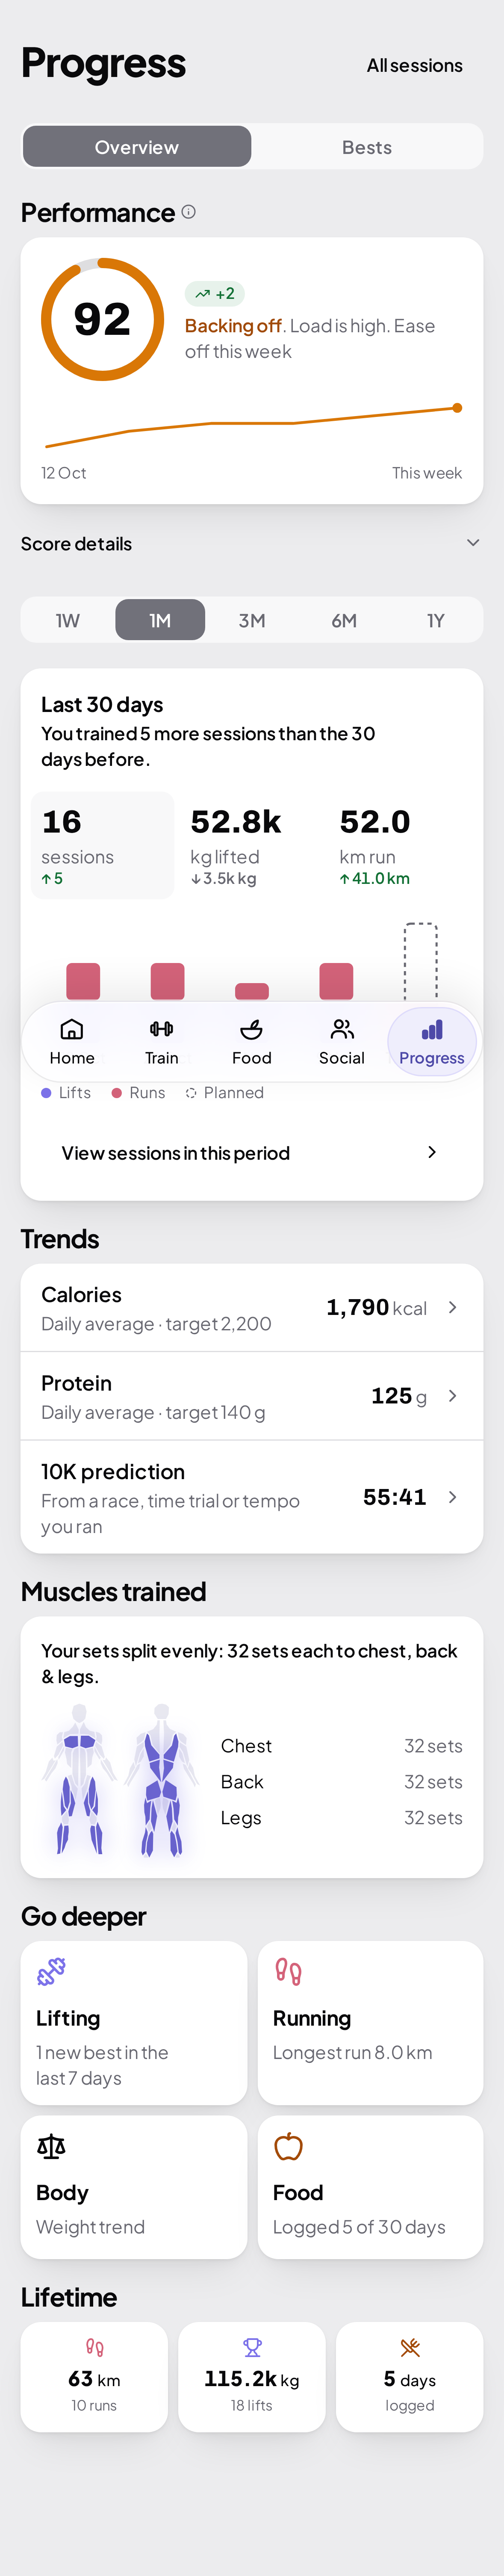 Progress
All sessions
Overview
Bests
Performance
92
+2
Backing off. Load is high. Ease
off this week
12 Oct
This week
Score details
1W
1M
3M
6M
1Y
Last 30 days
You trained 5 more sessions than the 30
days before.
16
52.8k
52.0
sessions
kg lifted
km run
↑ 5
↓ 3.5k kg
↑ 41.0 km
Home
Train
Food
Social
Progress
Lifts
Runs
Planned
View sessions in this period
Trends
Calories
Daily average · target 2,200
1,790 kcal
Protein
Daily average · target 140 g
125 g
10K prediction
From a race, time trial or tempo
you ran
55:41
Muscles trained
Your sets split evenly: 32 sets each to chest, back
& legs.
Chest
32 sets
Back
32 sets
Legs
32 sets
Go deeper
Lifting
1 new best in the
last 7 days
Running
Longest run 8.0 km
Body
Weight trend
Food
Logged 5 of 30 days
Lifetime
63 km
10 runs
115.2k kg
18 lifts
5 days
logged